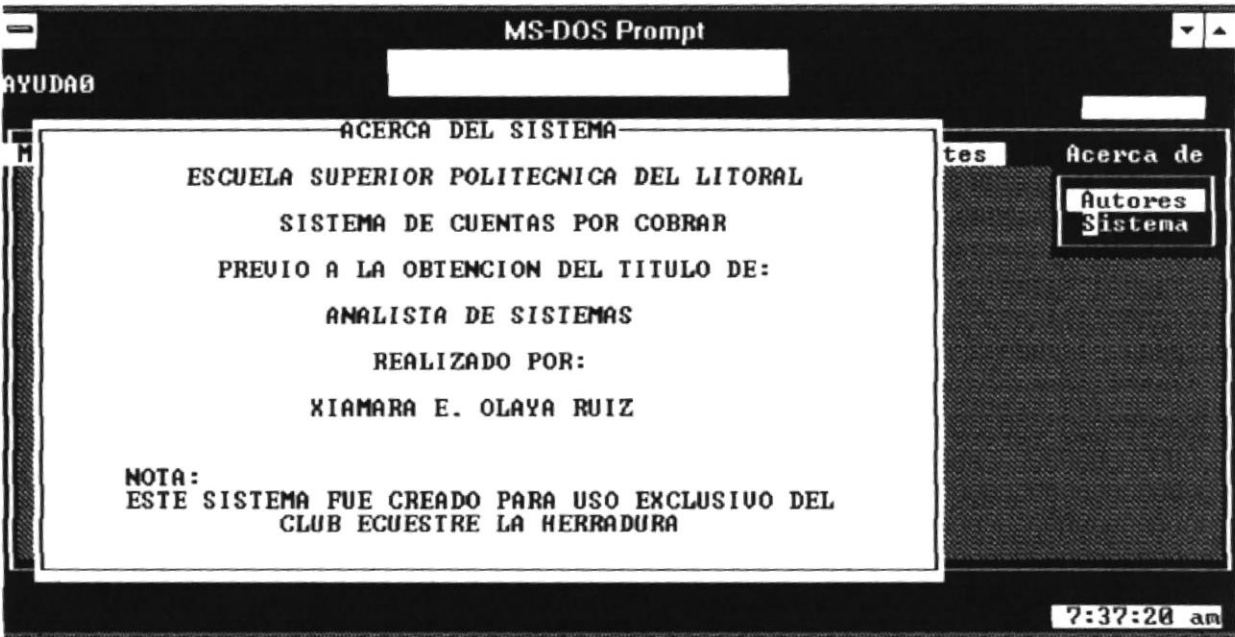 MS-DOS Prompt
AYUDA0
ACERCA DEL SISTEMA
M
tes
Acerca de
ESCUELA SUPERIOR POLITECNICA DEL LITORAL
Autores
Sistema
SISTEMA DE CUENTAS POR COBRAR
PREVIO A LA OBTENCION DEL TITULO DE:
ANALISTA DE SISTEMAS
REALIZADO POR:
XIAMARA E. OLAYA RUIZ
NOTA:
ESTE SISTEMA FUE CREADO PARA USO EXCLUSIVO DEL
CLUB ECUESTRE LA HERRADURA
7:37:20 am